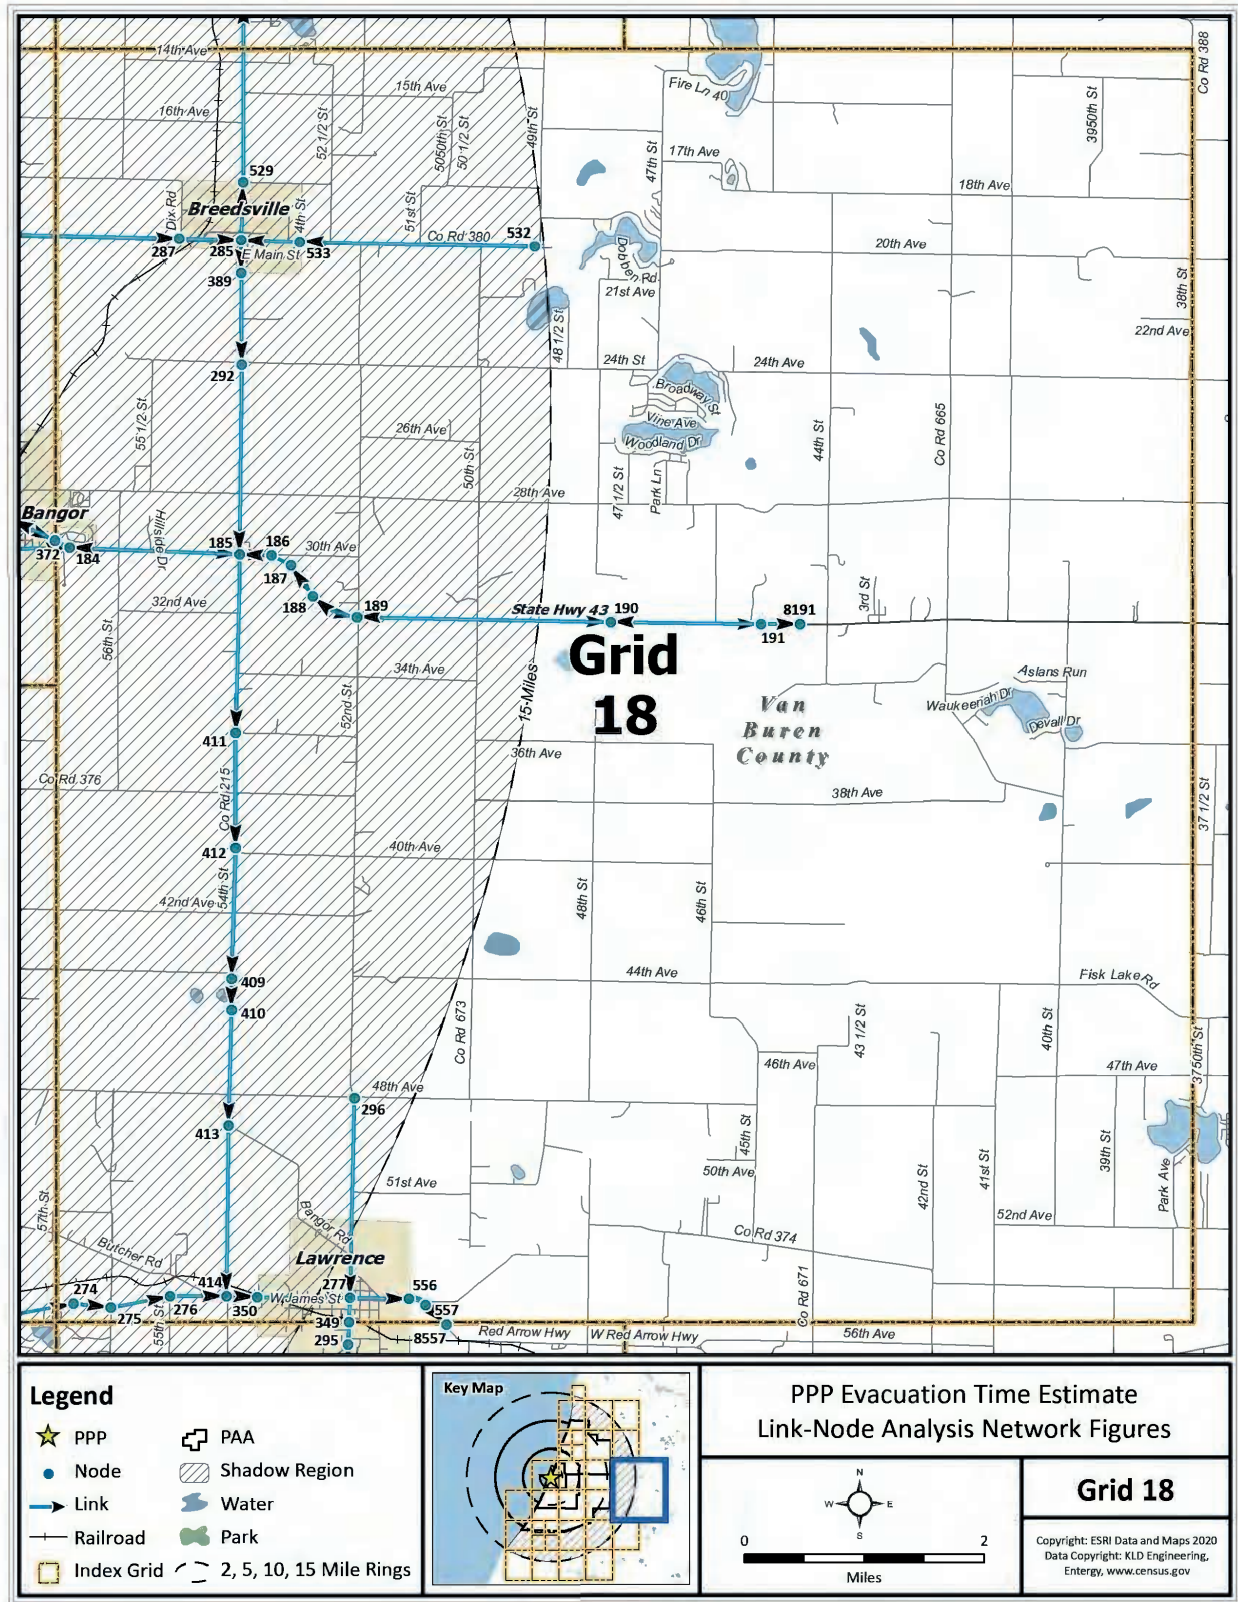 14th Ave
Co Rd 388
15th Ave
Fire Ln 40
16th Ave
52 1/2 St
5050th St
50 1/2 St
49th St
3950th St
47th St
17th Ave
529
18th Ave
Dix Rd
Breedsville
4th St
51st St
Co Rd 380
532
20th Ave
287
285
E Main St
533
Dobben Rd
389
21st Ave
38th St
48 1/2 St
22nd Ave
292
24th St
24th Ave
Broadway St
55 1/2 St
26th Ave
Vine Ave
Woodland Dr
44th St
Co Rd 665
50th St
47 1/2 St
Park Ln
28th Ave
Bangor
Hillside Dr
372
184
185
186
30th Ave
187
188
189
State Hwy 43
190
191
8191
3rd St
32nd Ave
56th St
Grid
18
34th Ave
15 Miles
52nd St
Van
Buren
County
Aslans Run
Waukeenah Dr
Devall Dr
411
36th Ave
Co Rd 376
Co Rd 215
38th Ave
37 1/2 St
412
40th Ave
54th St
42nd Ave
48th St
46th St
409
44th Ave
Fisk Lake Rd
410
Co Rd 673
43 1/2 St
40th St
3750th St
46th Ave
47th Ave
48th Ave
296
413
45th St
39th St
50th Ave
41st St
42nd St
Park Ave
51st Ave
57th St
Bangor Rd
52nd Ave
Co Rd 374
Butcher Rd
Lawrence
Co Rd 671
274
275
276
414
350
W James St
277
556
557
55th St
349
295
8557
Red Arrow Hwy
W Red Arrow Hwy
56th Ave
Legend
PPP
PAA
Node
Shadow Region
Link
Water
Railroad
Park
Index Grid
2, 5, 10, 15 Mile Rings
Key Map
PPP Evacuation Time Estimate
Link-Node Analysis Network Figures
N
W
E
S
0
2
Miles
Grid 18
Copyright: ESRI Data and Maps 2020
Data Copyright: KLD Engineering,
Entergy, www.census.gov